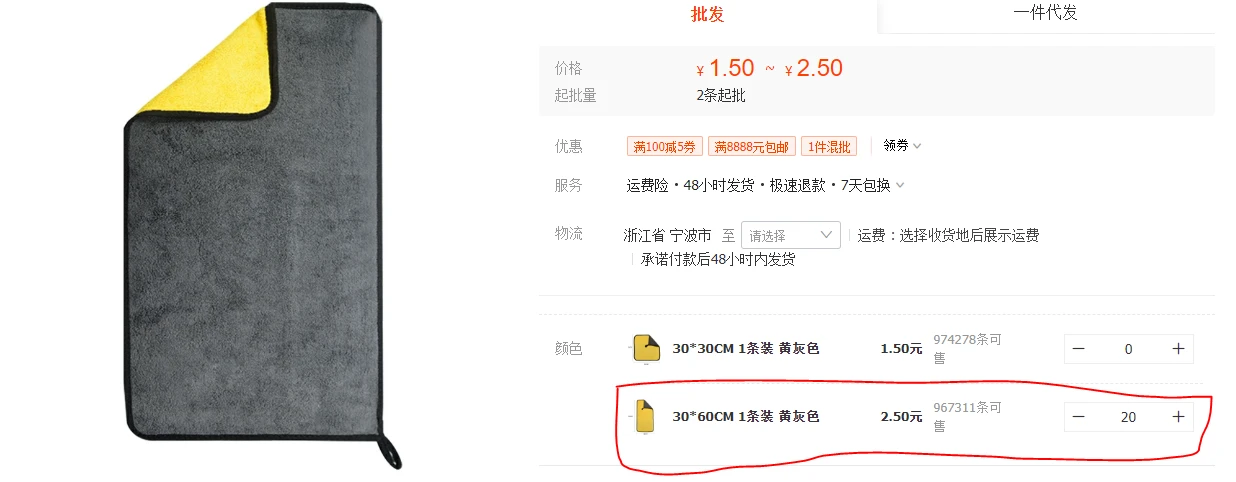 批发 一件代发
价格 ¥ 1.50 ~ ¥ 2.50
起批量 2条起批
优惠 满100减5券 满8888元包邮 1件混批 领券
服务 运费险·48小时发货·极速退款·7天包换
物流 浙江省 宁波市 至 请选择 运费：选择收货地后展示运费
承诺付款后48小时内发货
颜色 30*30CM 1条装 黄灰色 1.50元 974278条可售 − 0 +
30*60CM 1条装 黄灰色 2.50元 967311条可售 − 20 +